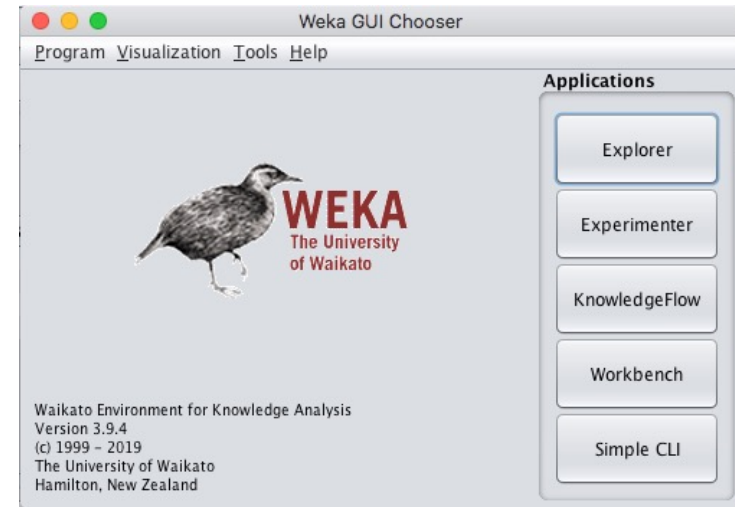 Weka GUI Chooser
Program Visualization Tools Help
Applications
Explorer
Experimenter
KnowledgeFlow
Workbench
Simple CLI
WEKA
The University
of Waikato
Waikato Environment for Knowledge Analysis
Version 3.9.4
(c) 1999 – 2019
The University of Waikato
Hamilton, New Zealand